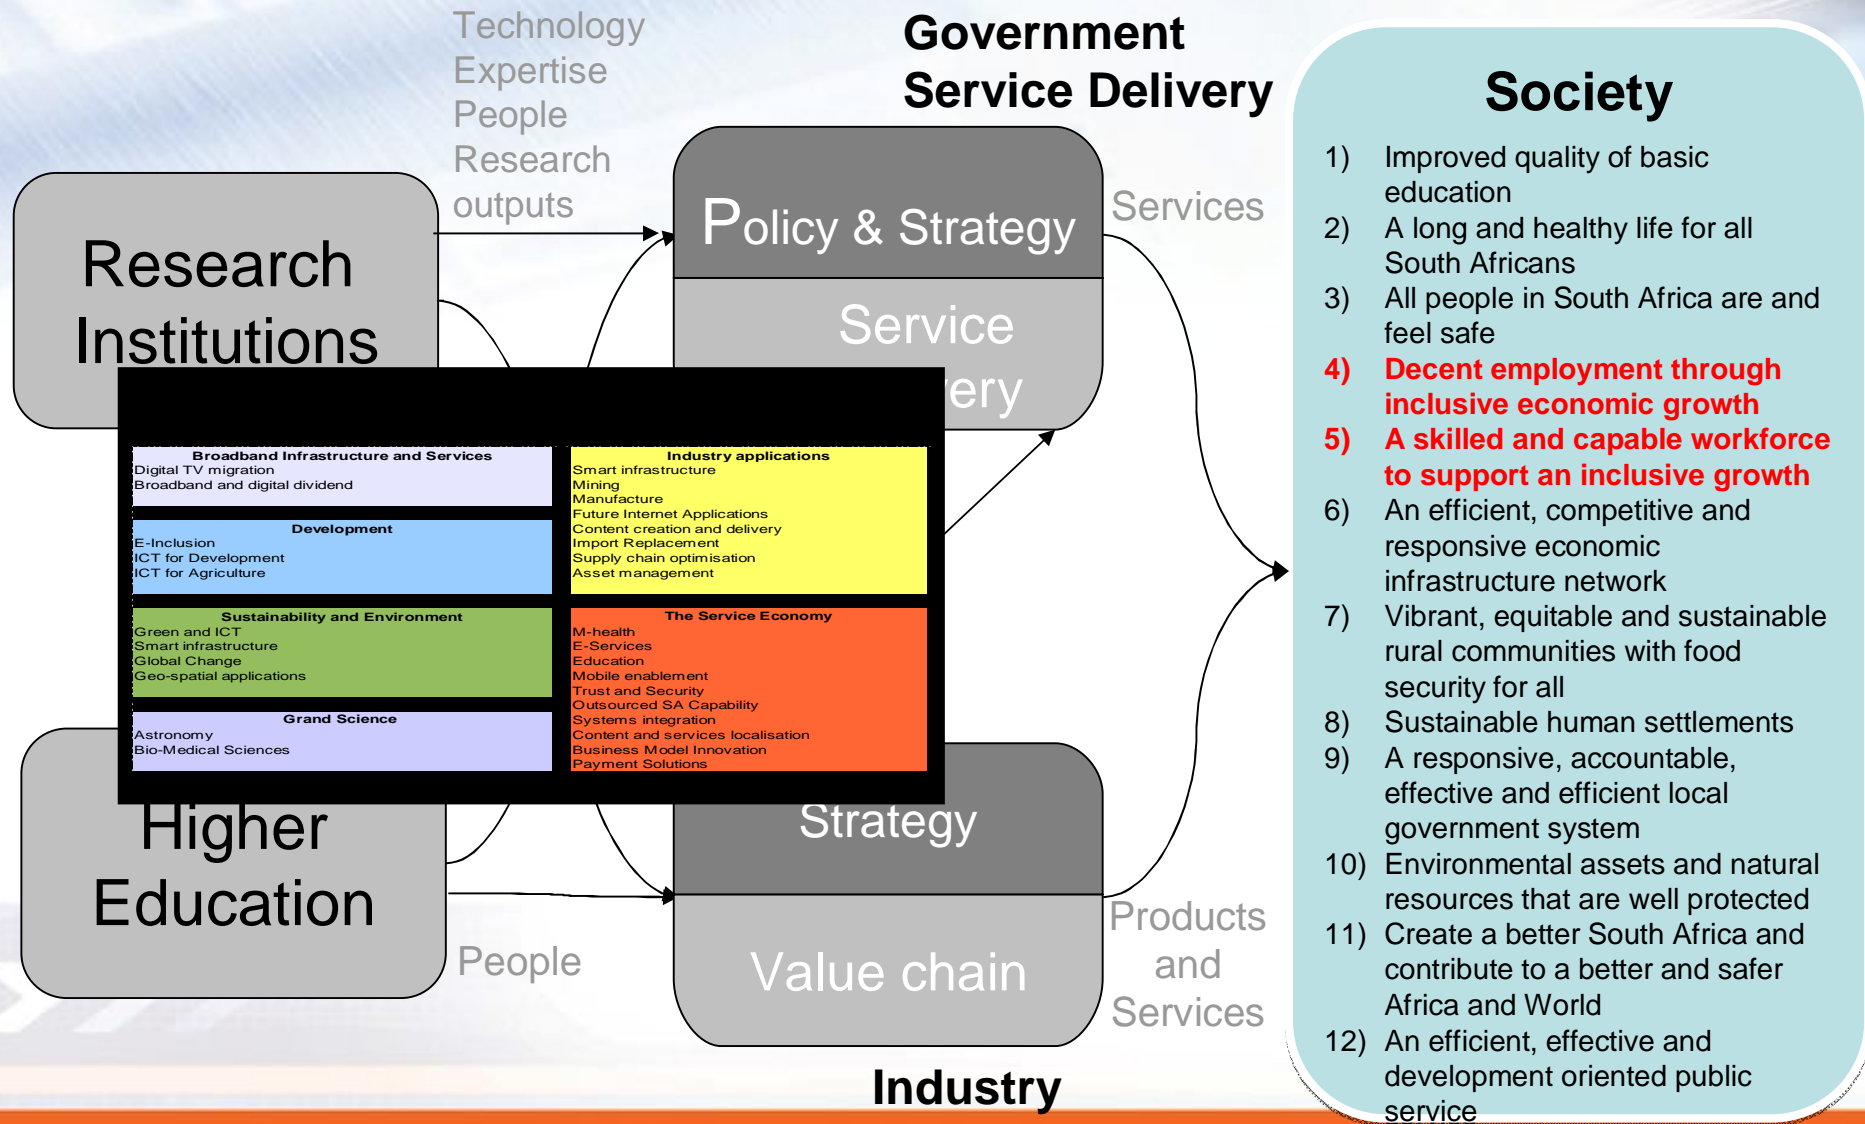 Technology
Expertise
People
Research
outputs
Government
Service Delivery
Research
Institutions
Policy & Strategy
Service
ery
Services
Broadband Infrastructure and Services
Digital TV migration
Broadband and digital dividend
Development
E-Inclusion
ICT for Development
ICT for Agriculture
Sustainability and Environment
Green and ICT
Smart infrastructure
Global Change
Geo-spatial applications
Grand Science
Astronomy
Bio-Medical Sciences
Industry applications
Smart infrastructure
Mining
Manufacture
Future Internet Applications
Content creation and delivery
Import Replacement
Supply chain optimisation
Asset management
The Service Economy
M-health
E-Services
Education
Mobile enablement
Trust and Security
Outsourced SA Capability
Systems integration
Content and services localisation
Business Model Innovation
Payment Solutions
Higher
Education
People
Strategy
Value chain
Products
and
Services
Industry
Society
1) Improved quality of basic
education
2) A long and healthy life for all
South Africans
3) All people in South Africa are and
feel safe
4) Decent employment through
inclusive economic growth
5) A skilled and capable workforce
to support an inclusive growth
6) An efficient, competitive and
responsive economic
infrastructure network
7) Vibrant, equitable and sustainable
rural communities with food
security for all
8) Sustainable human settlements
9) A responsive, accountable,
effective and efficient local
government system
10) Environmental assets and natural
resources that are well protected
11) Create a better South Africa and
contribute to a better and safer
Africa and World
12) An efficient, effective and
development oriented public
service